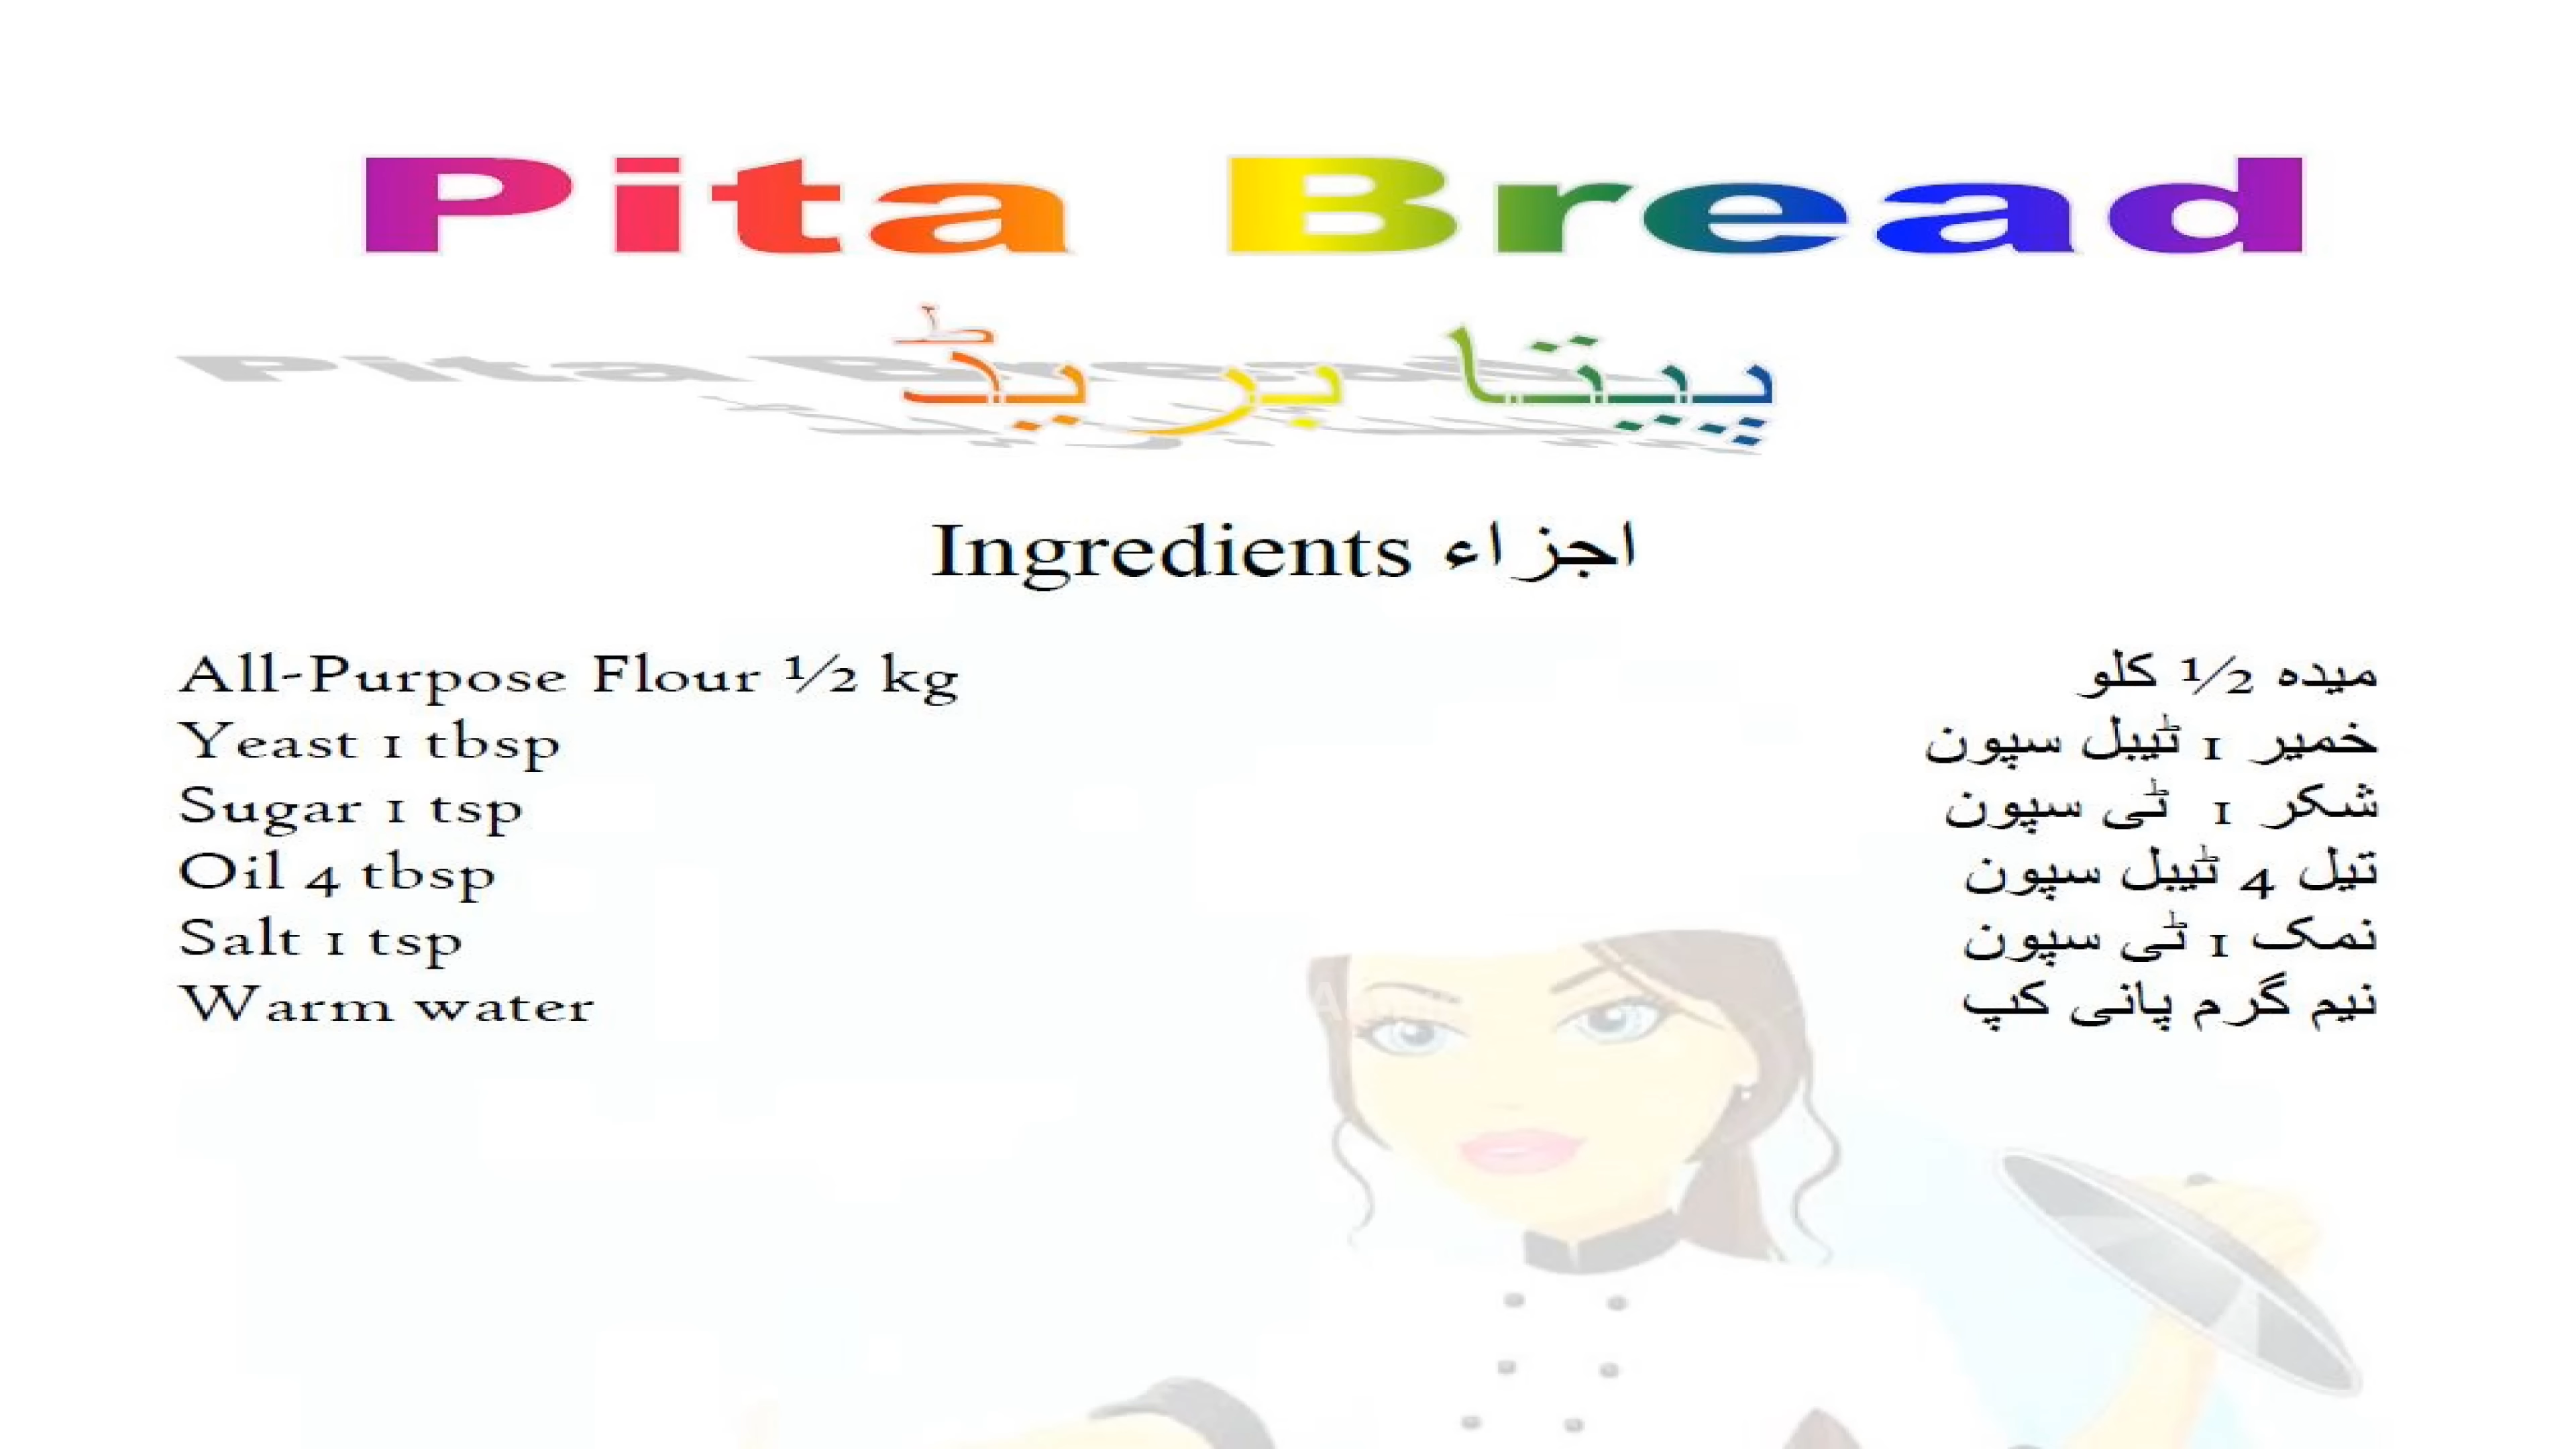 Pita Bread
پیتا بریڈ
Ingredients اجزاء
All-Purpose Flour ½ kg
میدہ ½ کلو
Yeast 1 tbsp
خمیر 1 ٹیبل سپون
Sugar 1 tsp
شکر 1 ٹی سپون
Oil 4 tbsp
تیل 4 ٹیبل سپون
Salt 1 tsp
نمک 1 ٹی سپون
Warm water
نیم گرم پانی کپ